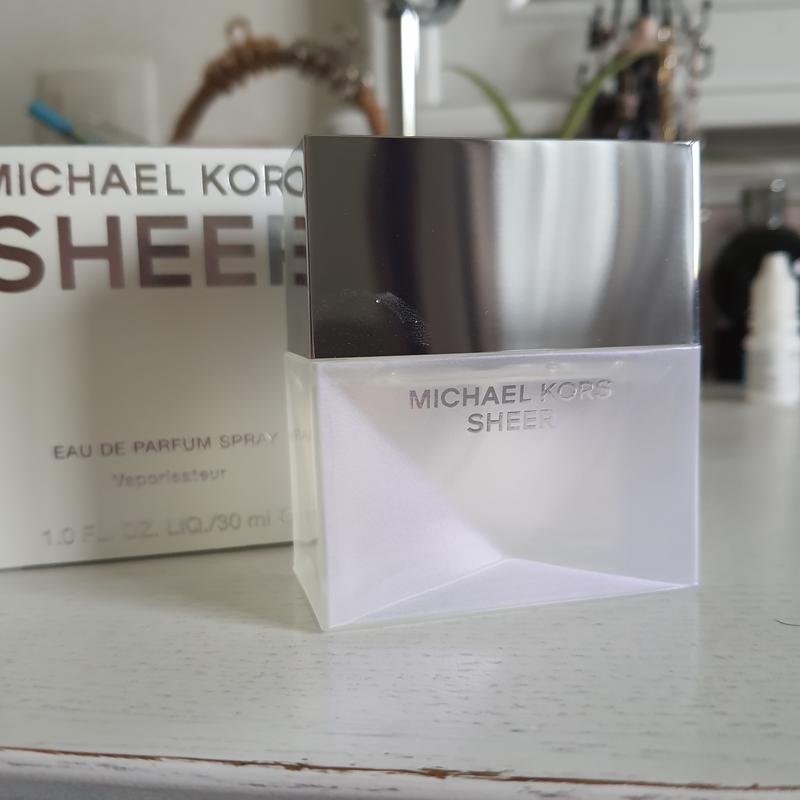 MICHAEL KORS
SHEER
EAU DE PARFUM SPRAY
Vaporisateur
1.0 FL. OZ. LIQ./30 ml
MICHAEL KORS
SHEER